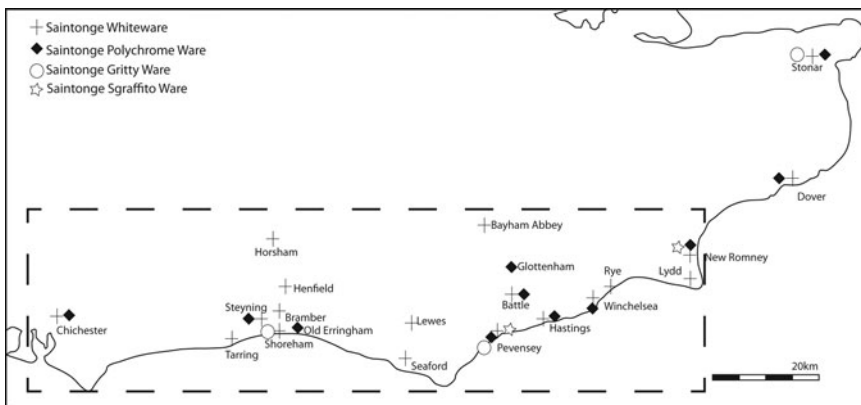 Saintonge Whiteware
Saintonge Polychrome Ware
Saintonge Gritty Ware
Saintonge Sgraffito Ware
Stonar
Dover
Bayham Abbey
Horsham
Glottenham
New Romney
Henfield
Rye
Lydd
Steyning
Battle
Bramber
Winchelsea
Chichester
Lewes
Old Erringham
Hastings
Tarring
Shoreham
Pevensey
Seaford
20km